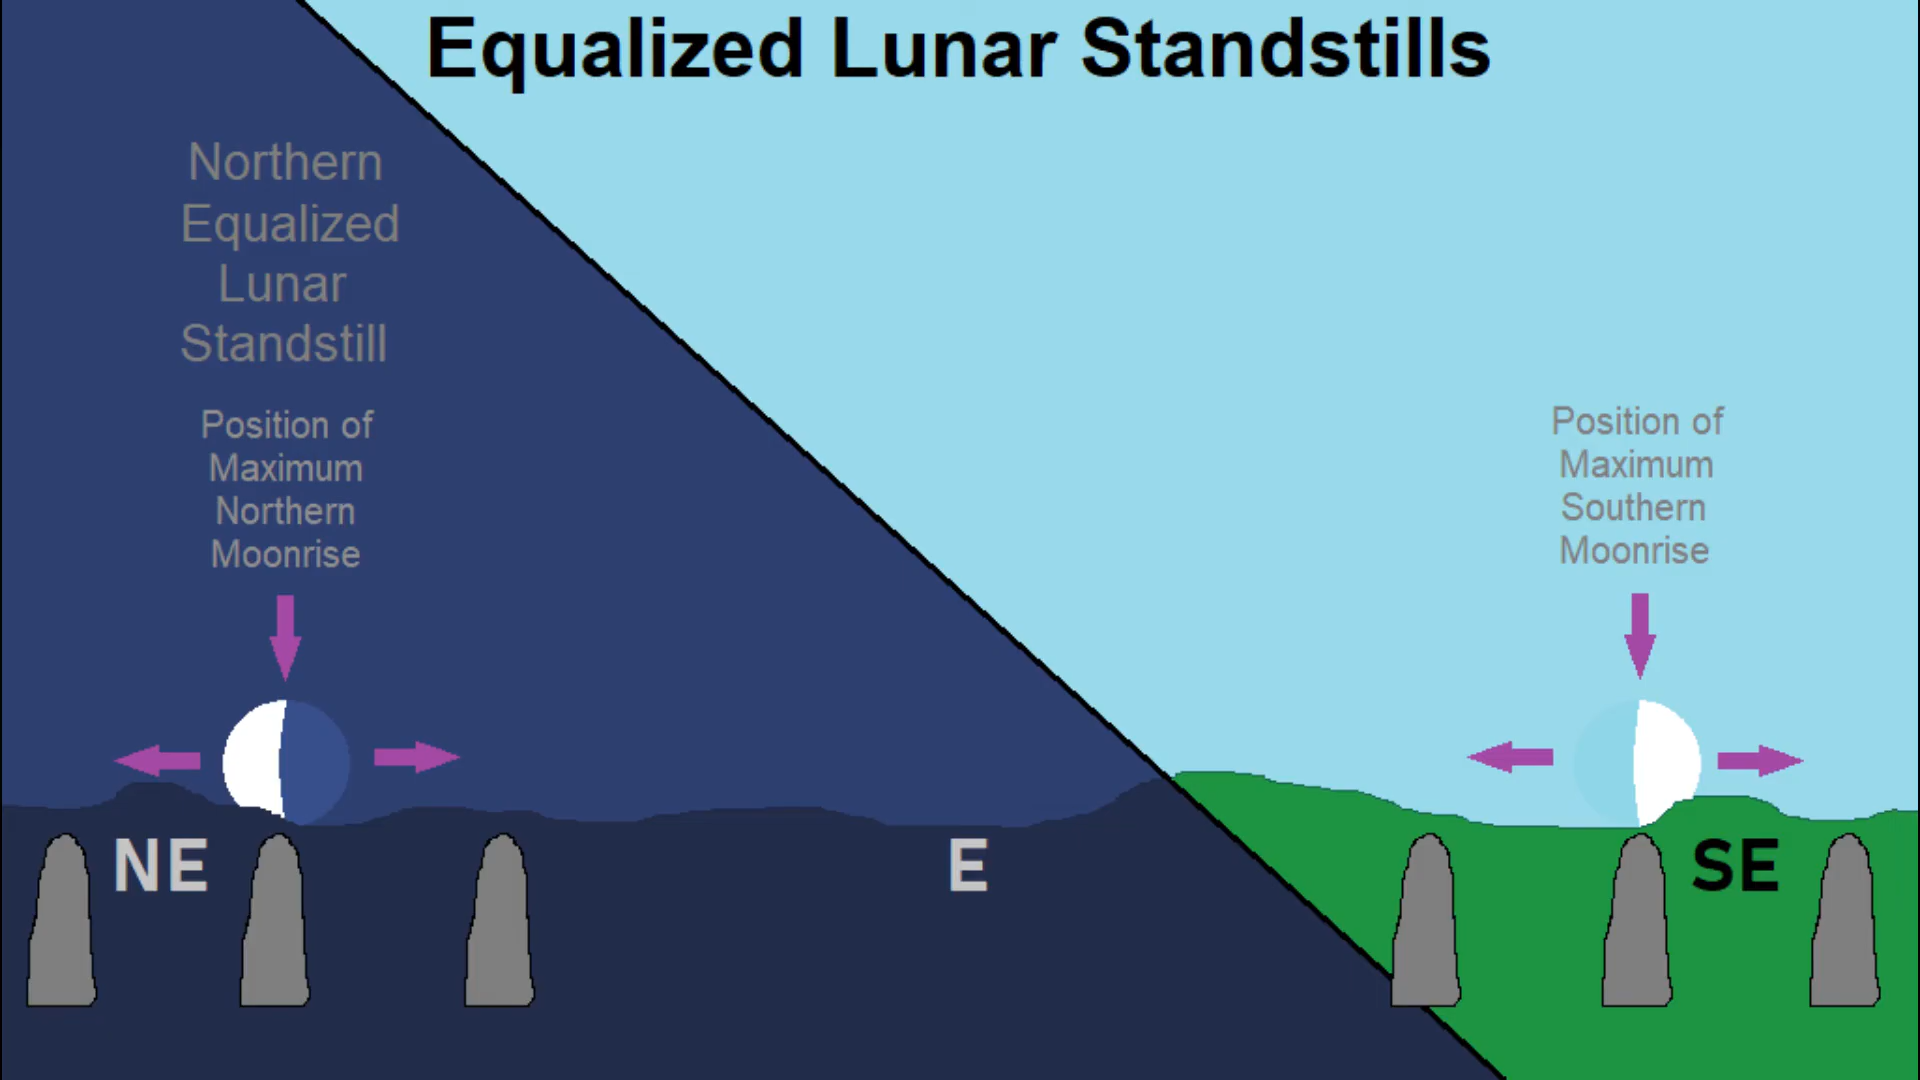 Equalized Lunar Standstills
Northern
Equalized
Lunar
Standstill
Position of
Maximum
Northern
Moonrise
Position of
Maximum
Southern
Moonrise
NE
E
SE